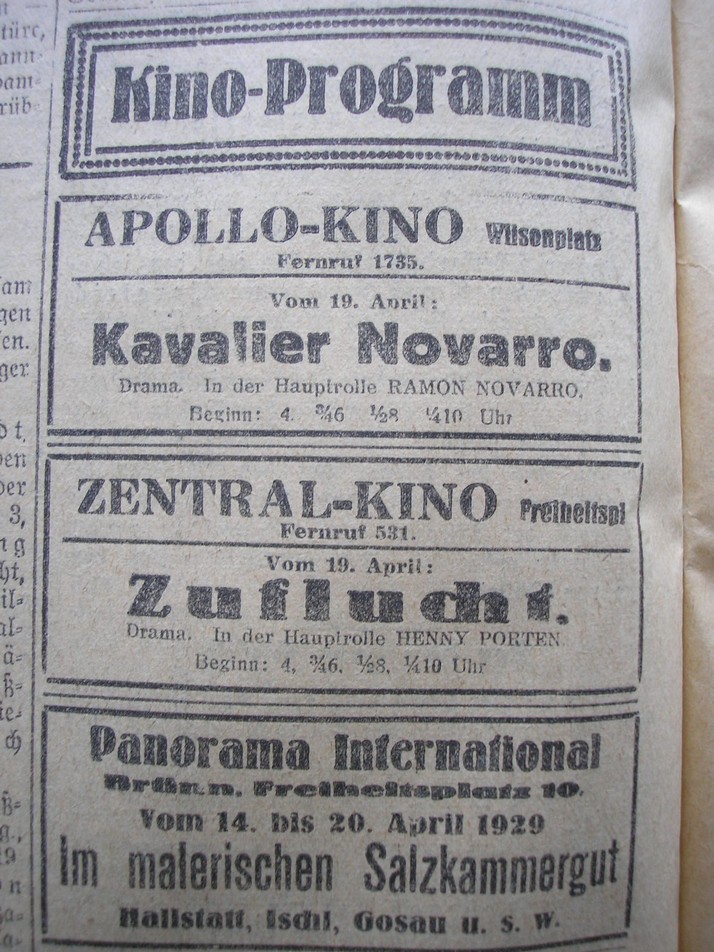 Kino-Programm
APOLLO-KINO Wilsonplatz
Fernruf 1735.
Vom 19. April:
Kavalier Novarro.
Drama. In der Hauptrolle RAMON NOVARRO.
Beginn: 4, ¾6 ½8 ¼10 Uhr
ZENTRAL-KINO Freiheitspl
Fernruf 531.
Vom 19. April:
Zuflucht.
Drama. In der Hauptrolle HENNY PORTEN
Beginn: 4, ¾6, ½8, ¼10 Uhr
Panorama International
Brünn, Freiheitsplatz 10.
Vom 14. bis 20. April 1929
Im malerischen Salzkammergut
Hallstatt, Ischl, Gosau u. s. w.